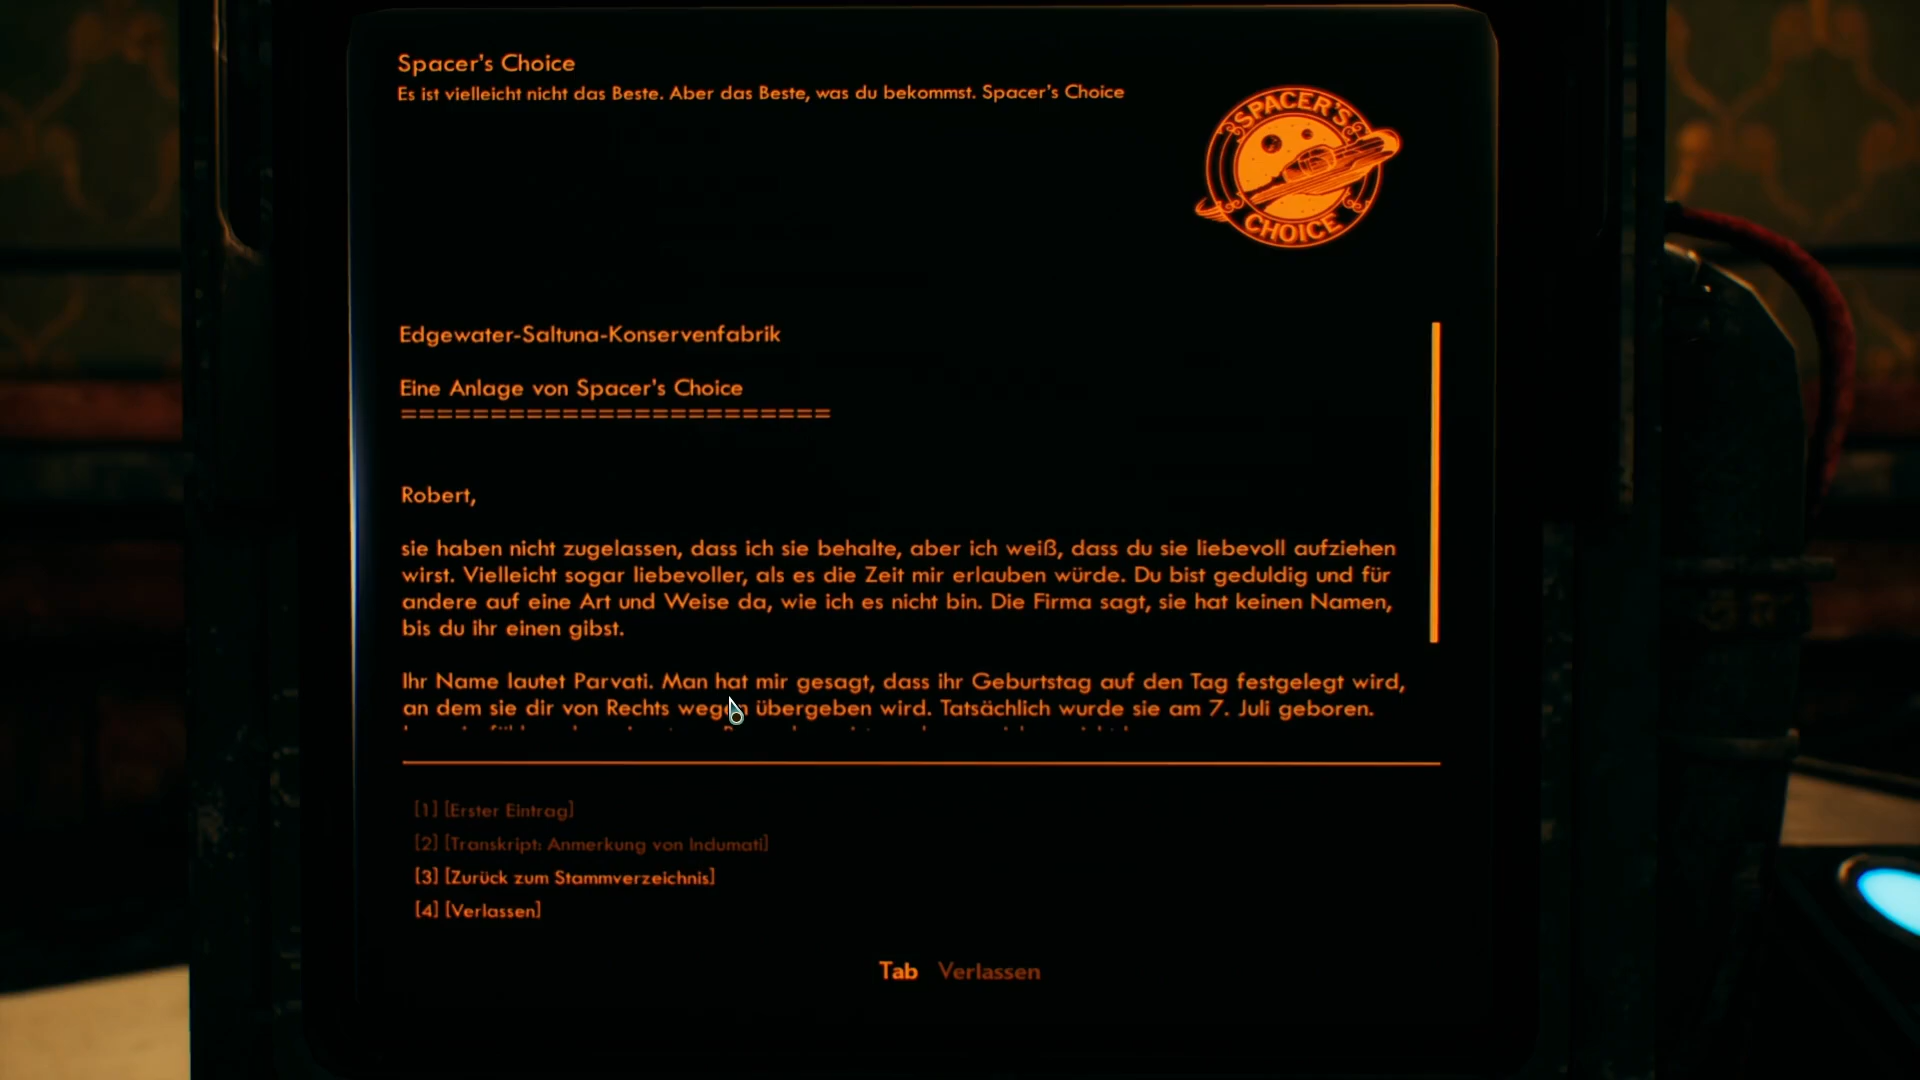 Spacer's Choice
Es ist vielleicht nicht das Beste. Aber das Beste, was du bekommst. Spacer's Choice
SPACER'S
CHOICE
Edgewater-Saltuna-Konservenfabrik
Eine Anlage von Spacer's Choice
========================
Robert,
sie haben nicht zugelassen, dass ich sie behalte, aber ich weiß, dass du sie liebevoll aufziehen
wirst. Vielleicht sogar liebevoller, als es die Zeit mir erlauben würde. Du bist geduldig und für
andere auf eine Art und Weise da, wie ich es nicht bin. Die Firma sagt, sie hat keinen Namen,
bis du ihr einen gibst.
Ihr Name lautet Parvati. Man hat mir gesagt, dass ihr Geburtstag auf den Tag festgelegt wird,
an dem sie dir von Rechts wegen übergeben wird. Tatsächlich wurde sie am 7. Juli geboren.
[1] [Erster Eintrag]
[2] [Transkript: Anmerkung von Indumati]
[3] [Zurück zum Stammverzeichnis]
[4] [Verlassen]
Tab Verlassen